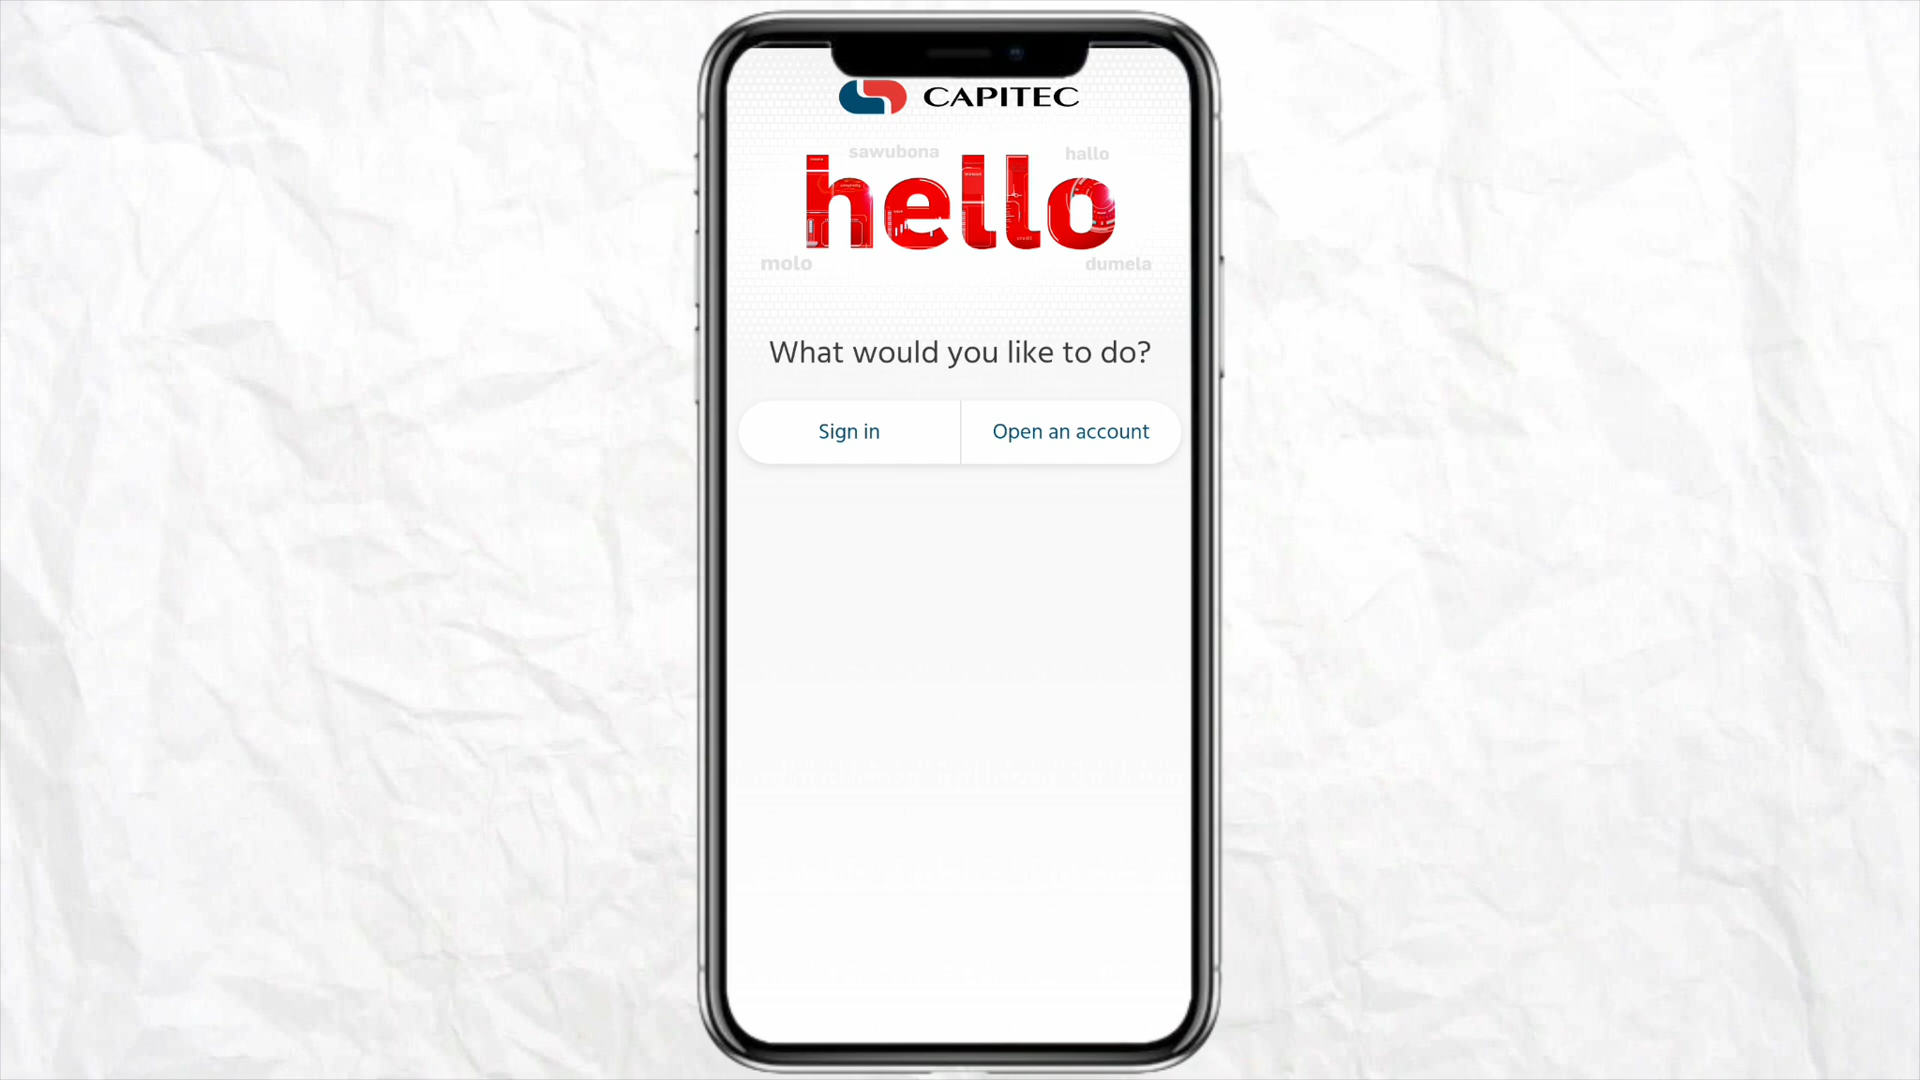 CAPITEC
sawubona
hallo
hello
molo
dumela
What would you like to do?
Sign in
Open an account